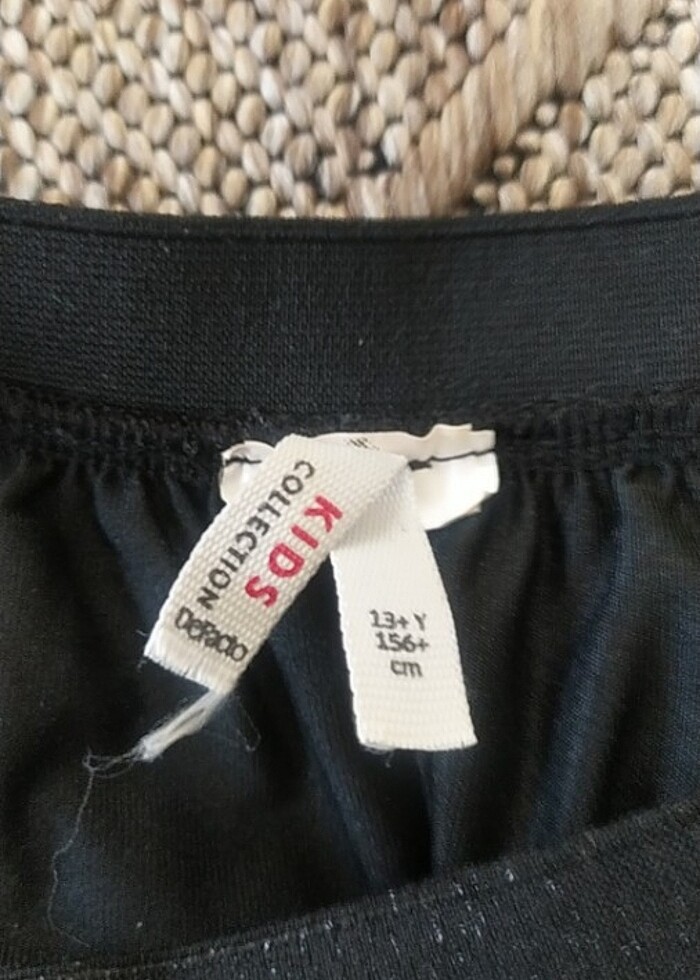 KIDS
COLLECTION
DeFacto
13+ Y
156+
cm